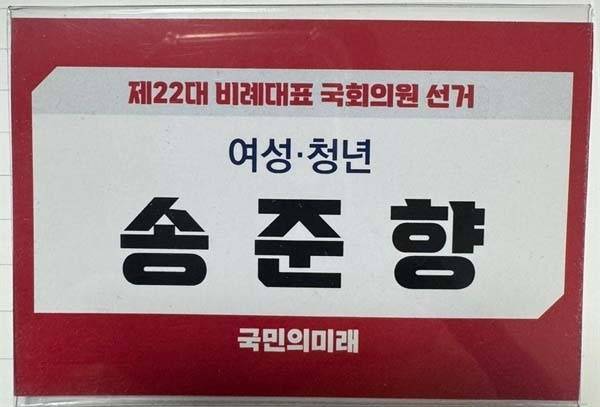 제22대 비례대표 국회의원 선거
여성·청년
송준향
국민의미래